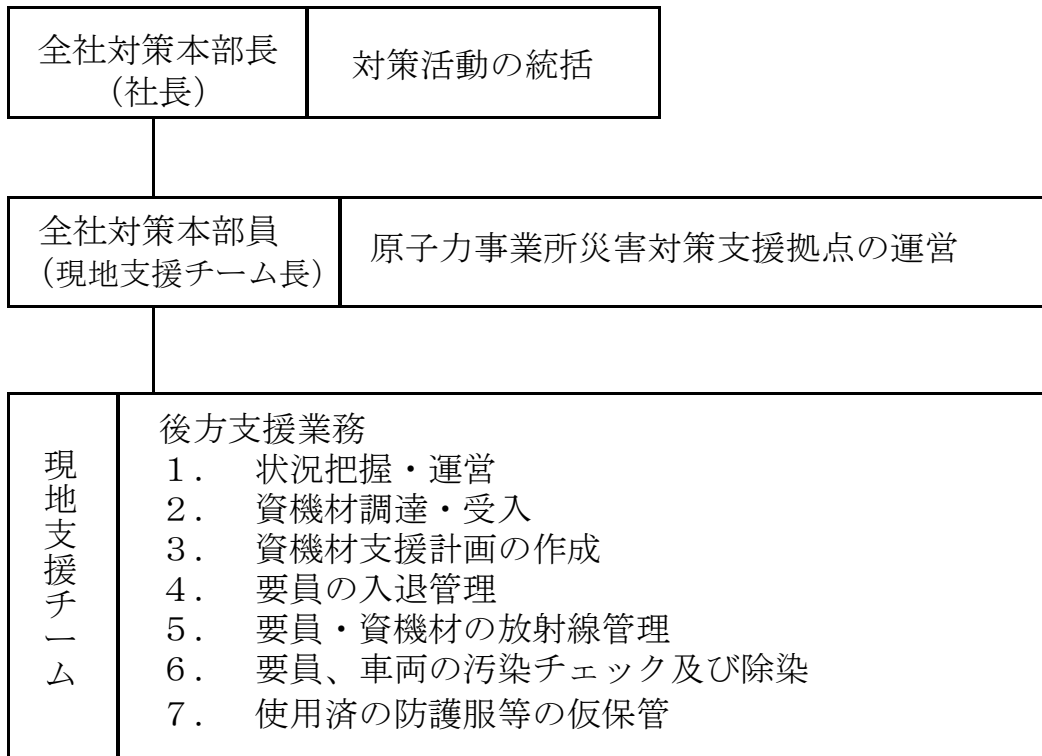 全社対策本部長
(社長)
対策活動の統括
全社対策本部員
(現地支援チーム長)
原子力事業所災害対策支援拠点の運営
現地支援チーム
後方支援業務
1. 状況把握・運営
2. 資機材調達・受入
3. 資機材支援計画の作成
4. 要員の入退管理
5. 要員・資機材の放射線管理
6. 要員、車両の汚染チェック及び除染
7. 使用済の防護服等の仮保管